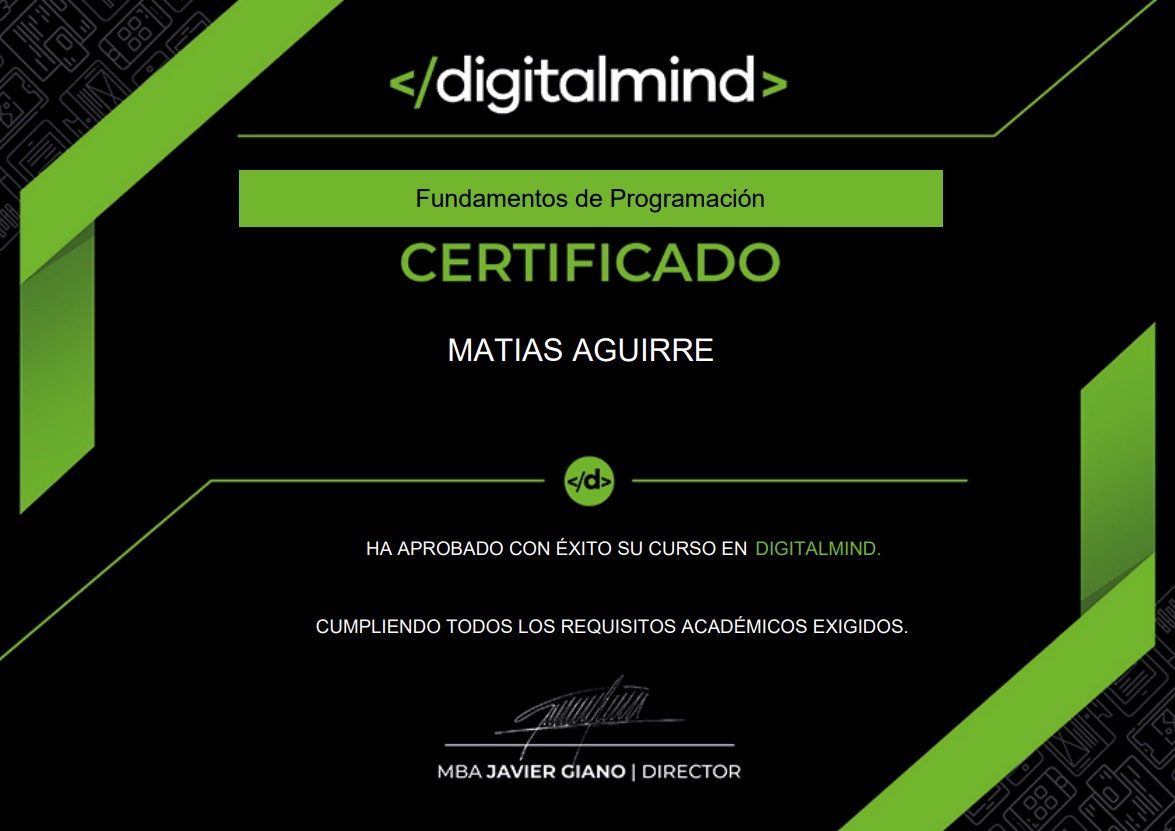 </digitalmind>
Fundamentos de Programación
CERTIFICADO
MATIAS AGUIRRE
</d>
HA APROBADO CON ÉXITO SU CURSO EN DIGITALMIND.
CUMPLIENDO TODOS LOS REQUISITOS ACADÉMICOS EXIGIDOS.
MBA JAVIER GIANO | DIRECTOR